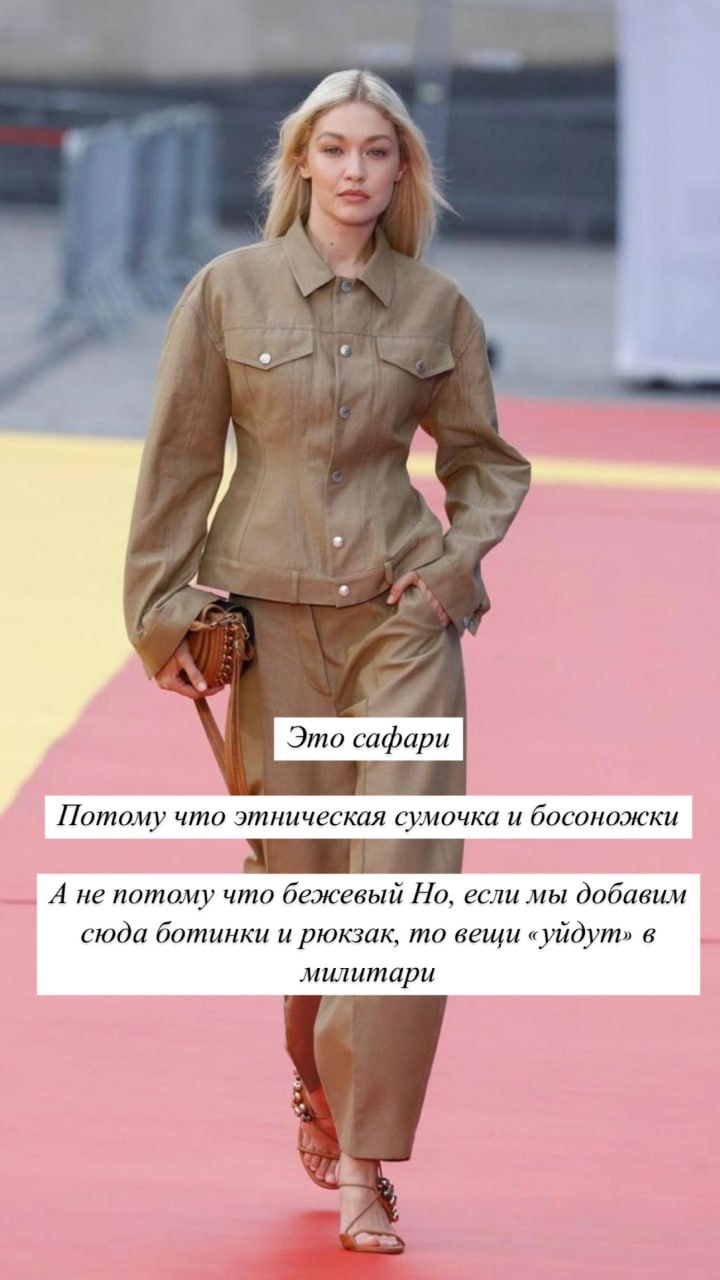 Это сафари
Потому что этническая сумочка и босоножки
А не потому что бежевый Но, если мы добавим
сюда ботинки и рюкзак, то вещи «уйдут» в
милитари